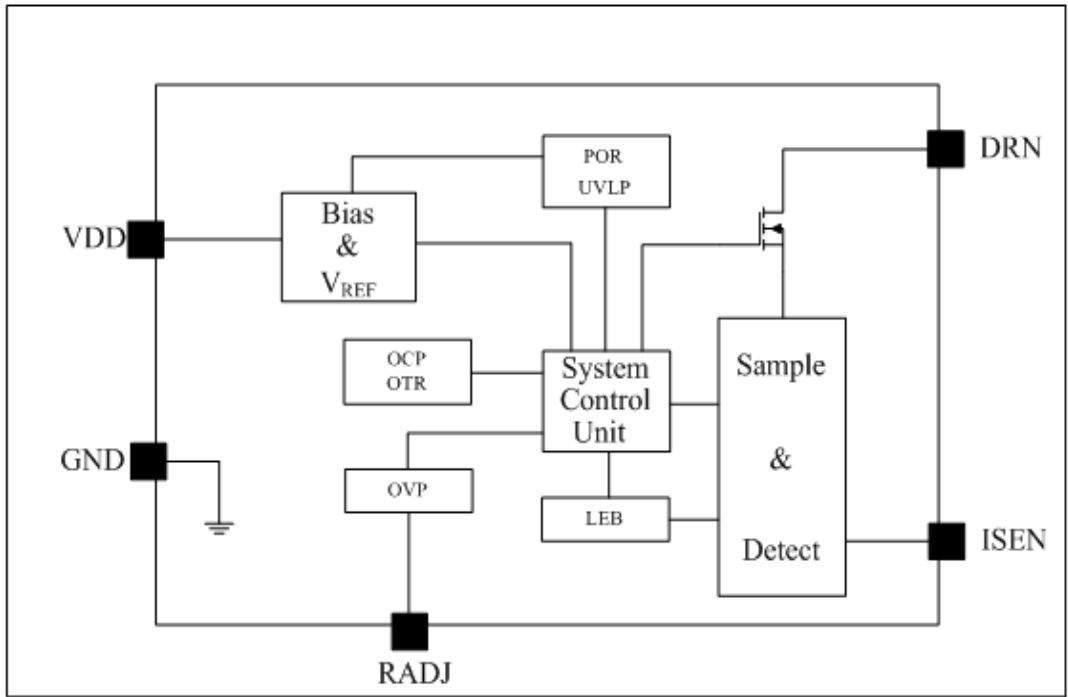 POR
UVLP
DRN
VDD
Bias
&
VREF
OCP
OTR
System
Control
Unit
Sample
&
Detect
GND
OVP
LEB
ISEN
RADJ